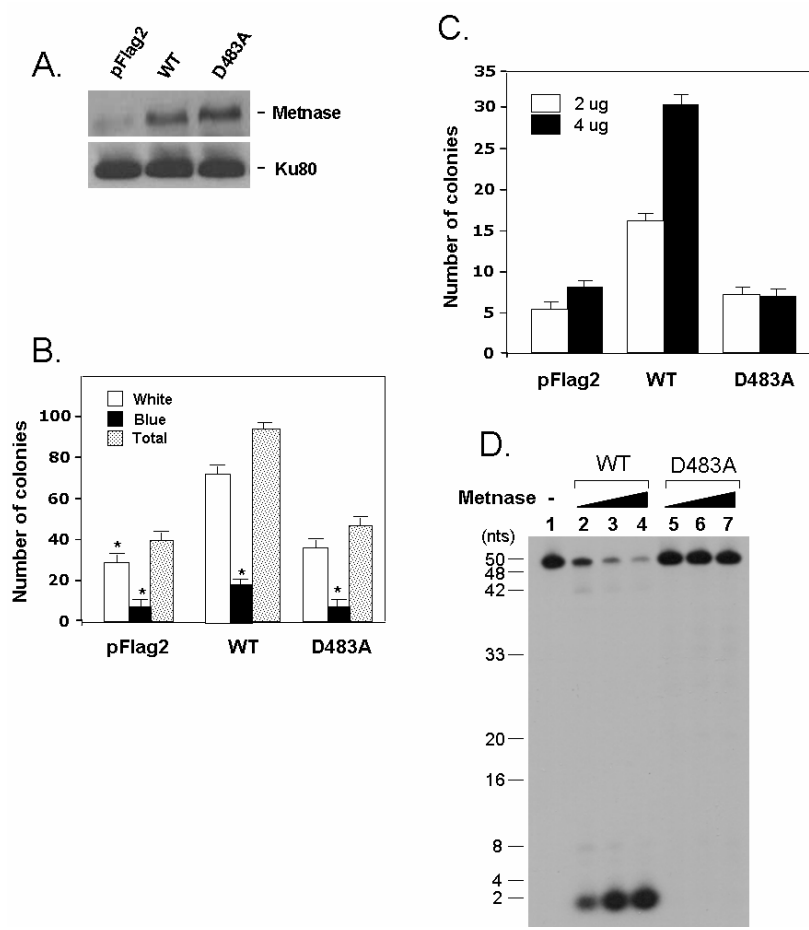 A.
pFlag2 WT D483A
- Metnase
- Ku80
B.
Number of colonies
100
80
60
40
20
0
White
Blue
Total
*
*
*
*
pFlag2 WT D483A
C.
Number of colonies
35
30
25
20
15
10
5
0
2 ug
4 ug
pFlag2 WT D483A
D.
WT D483A
Metnase -
1 2 3 4 5 6 7
(nts)
50
48
42
33
20
16
8
4
2